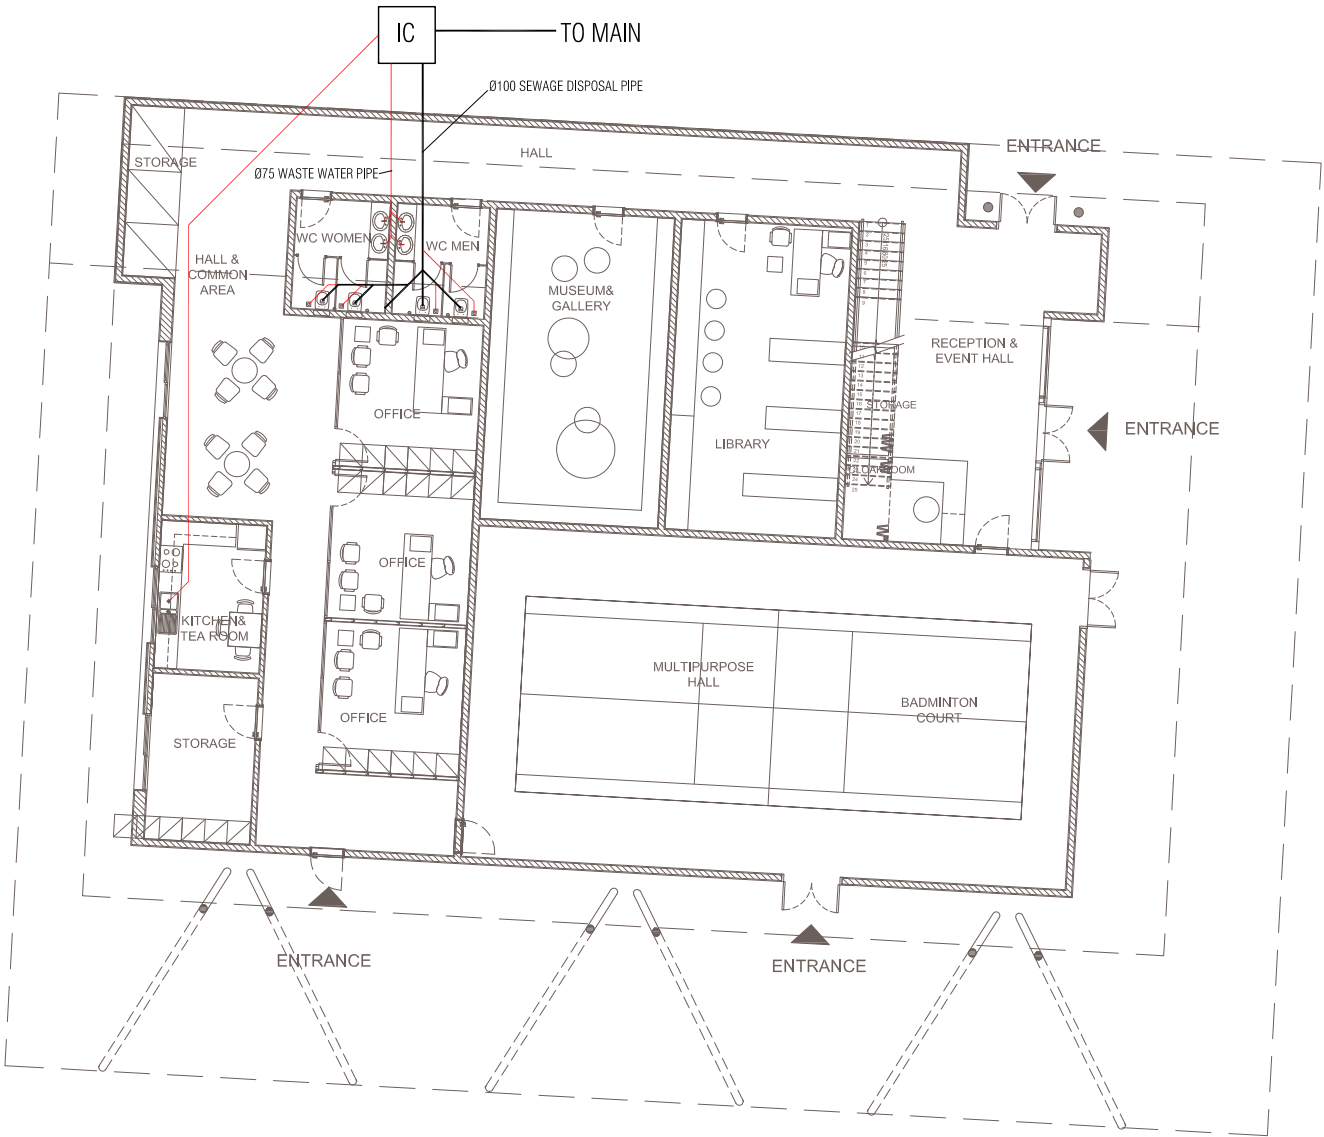 IC
TO MAIN
Ø100 SEWAGE DISPOSAL PIPE
ENTRANCE
HALL
STORAGE
Ø75 WASTE WATER PIPE
WC WOMEN
WC MEN
HALL &
COMMON
AREA
MUSEUM&
GALLERY
RECEPTION &
EVENT HALL
OFFICE
STORAGE
ENTRANCE
LIBRARY
CLOAKROOM
OFFICE
KITCHEN&
TEA ROOM
MULTIPURPOSE
HALL
BADMINTON
COURT
OFFICE
STORAGE
ENTRANCE
ENTRANCE